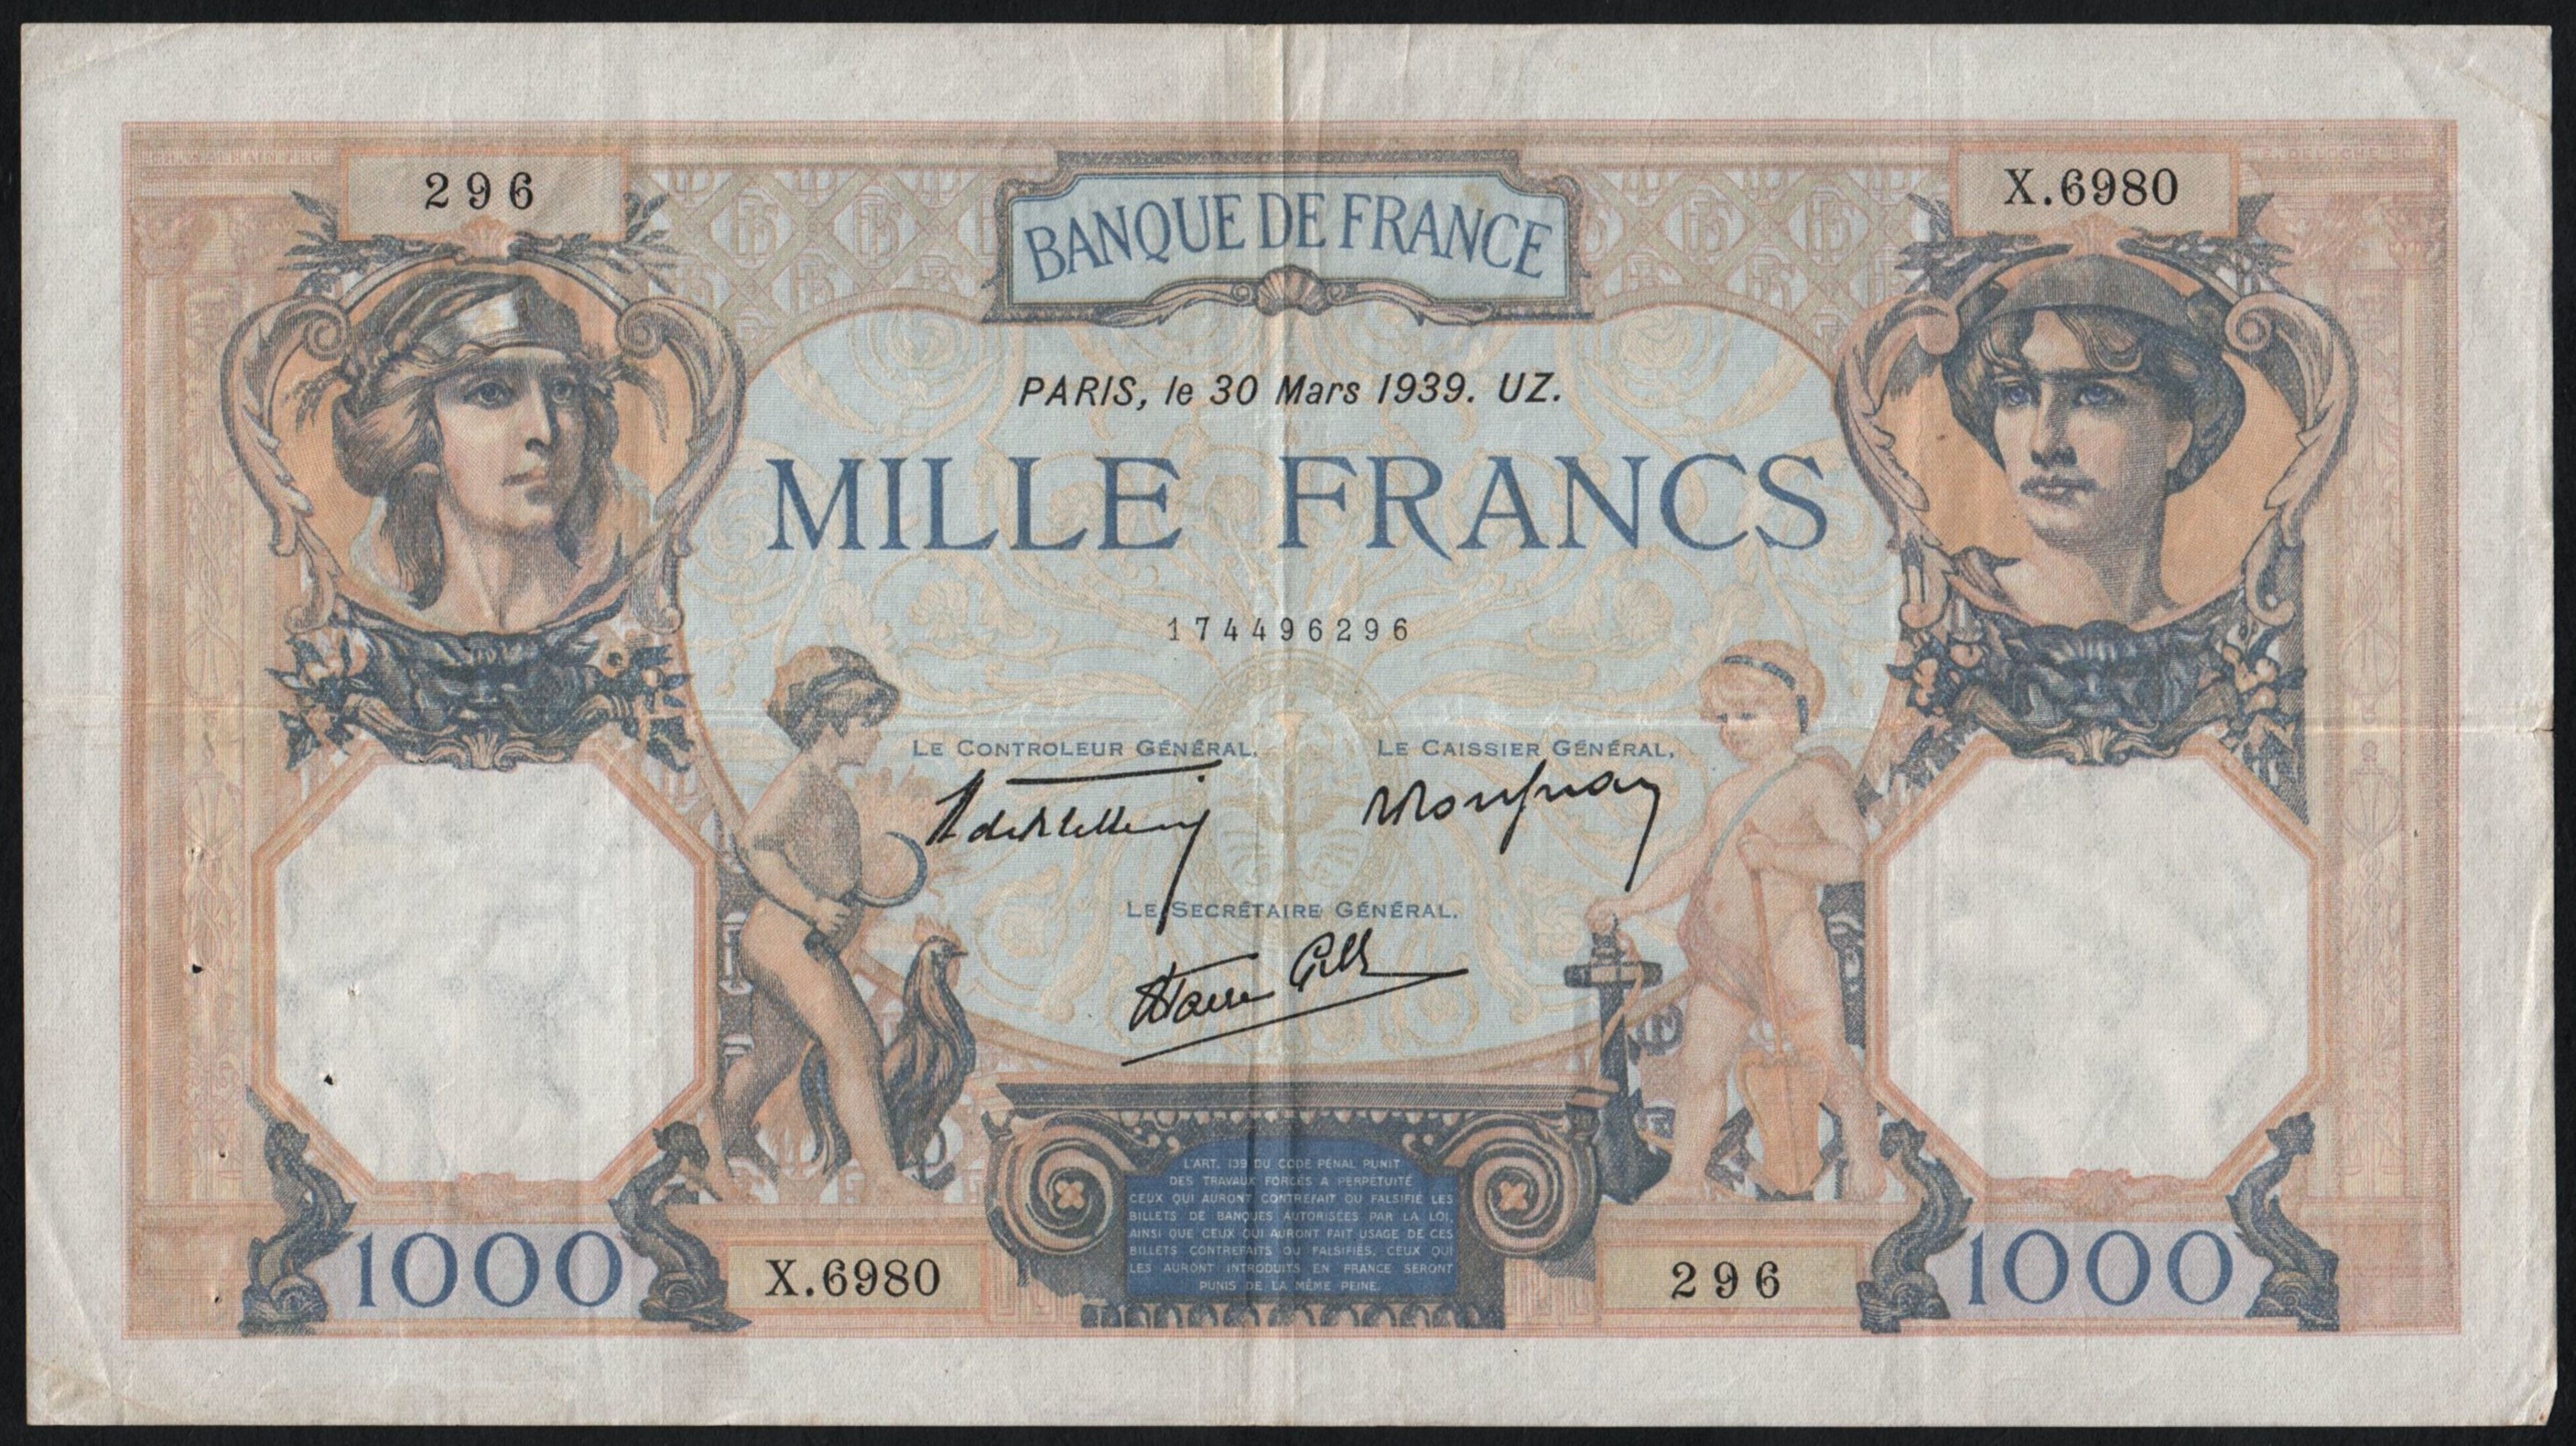 296
X.6980
BANQUE DE FRANCE
PARIS, le 30 Mars 1939. UZ.
MILLE FRANCS
174496296
LE CONTROLEUR GÉNÉRAL,
LE CAISSIER GÉNÉRAL,
LE SECRÉTAIRE GÉNÉRAL,
L'ART. 139 DU CODE PÉNAL PUNIT
DES TRAVAUX FORCÉS A PERPÉTUITÉ
CEUX QUI AURONT CONTREFAIT OU FALSIFIÉ LES
BILLETS DE BANQUES AUTORISÉES PAR LA LOI,
AINSI QUE CEUX QUI AURONT FAIT USAGE DE CES
BILLETS CONTREFAITS OU FALSIFIÉS. CEUX QUI
LES AURONT INTRODUITS EN FRANCE SERONT
PUNIS DE LA MÊME PEINE.
1000
X.6980
296
1000